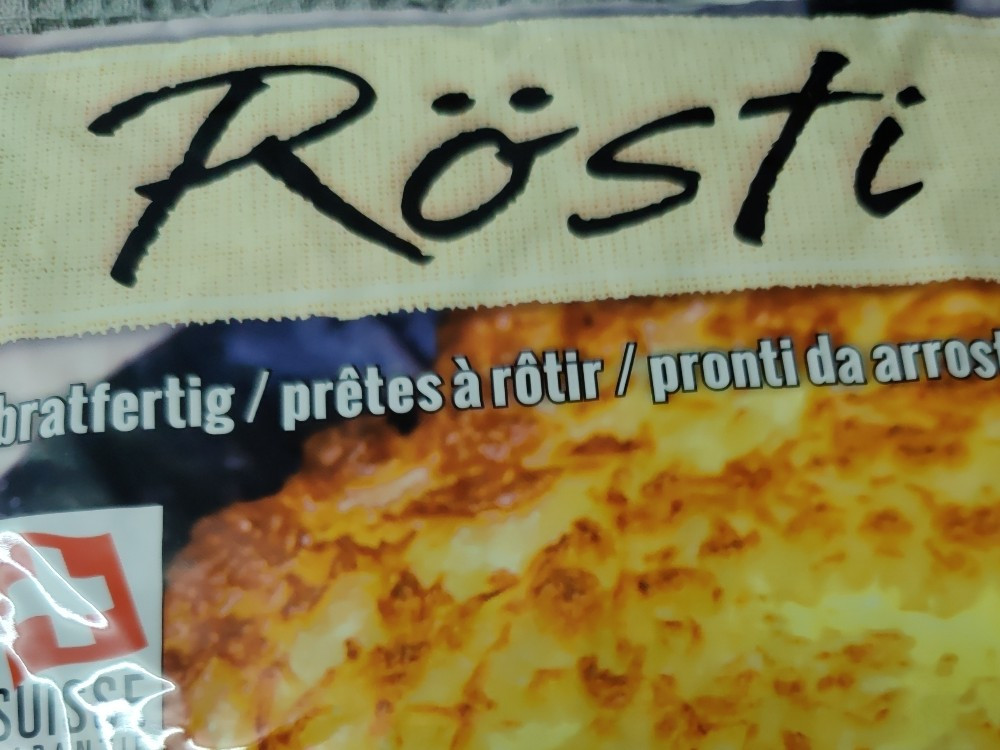 Rösti
bratfertig / prêtes à rôtir / pronti da arrost
SUISSE